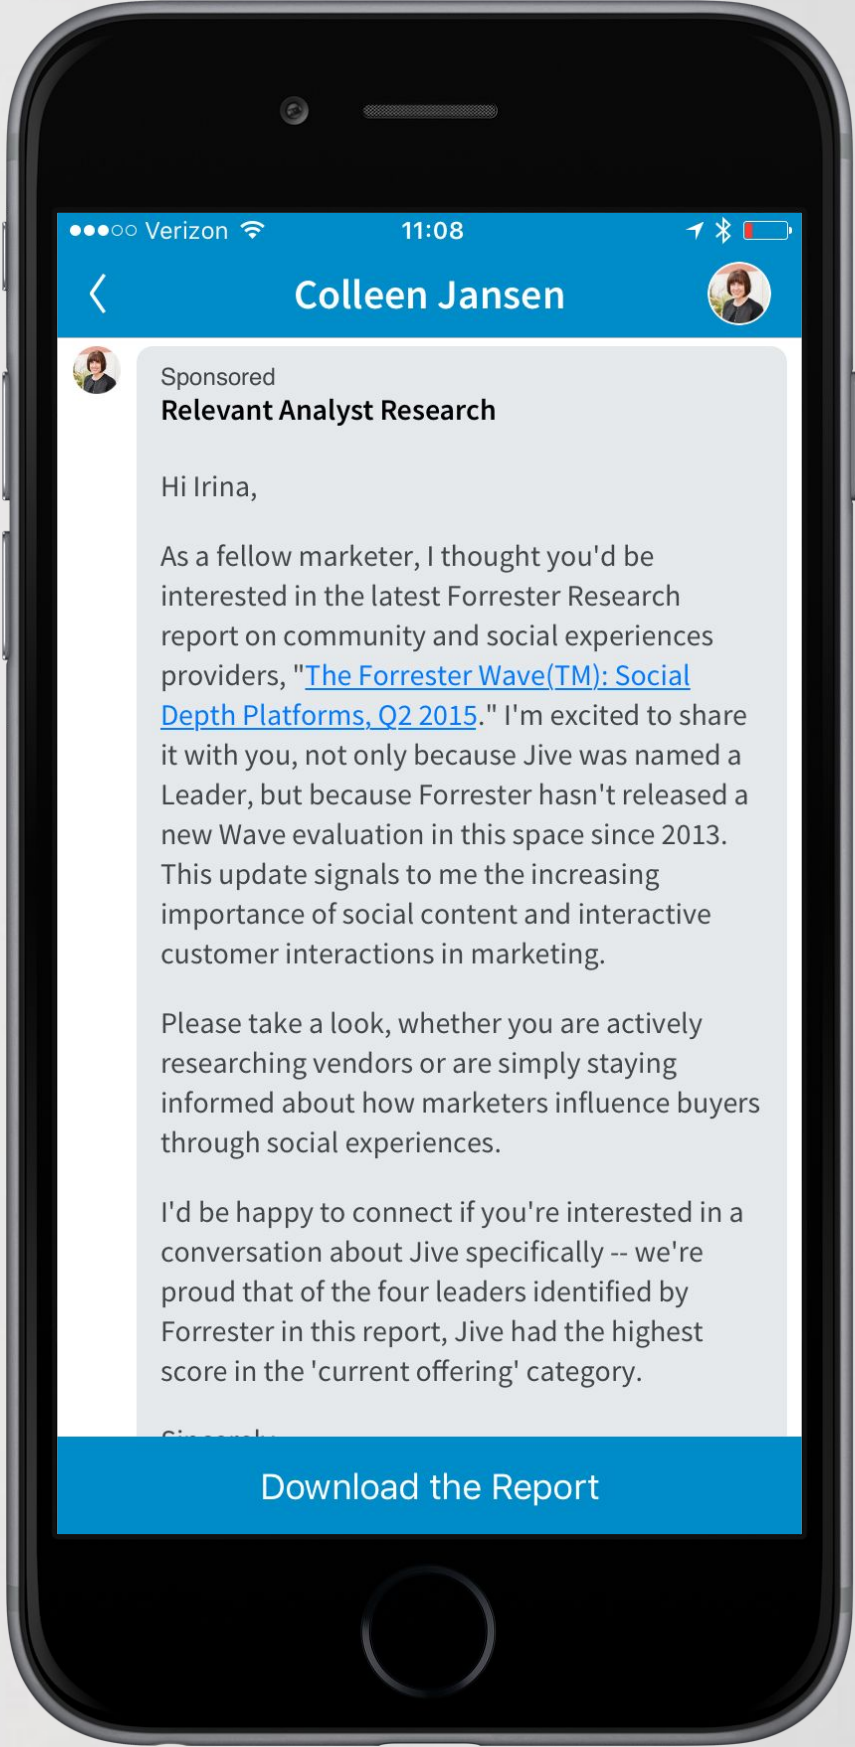 Verizon
11:08
Colleen Jansen
Sponsored
Relevant Analyst Research
Hi Irina,
As a fellow marketer, I thought you'd be
interested in the latest Forrester Research
report on community and social experiences
providers, "The Forrester Wave(TM): Social
Depth Platforms, Q2 2015." I'm excited to share
it with you, not only because Jive was named a
Leader, but because Forrester hasn't released a
new Wave evaluation in this space since 2013.
This update signals to me the increasing
importance of social content and interactive
customer interactions in marketing.
Please take a look, whether you are actively
researching vendors or are simply staying
informed about how marketers influence buyers
through social experiences.
I'd be happy to connect if you're interested in a
conversation about Jive specifically -- we're
proud that of the four leaders identified by
Forrester in this report, Jive had the highest
score in the 'current offering' category.
Download the Report